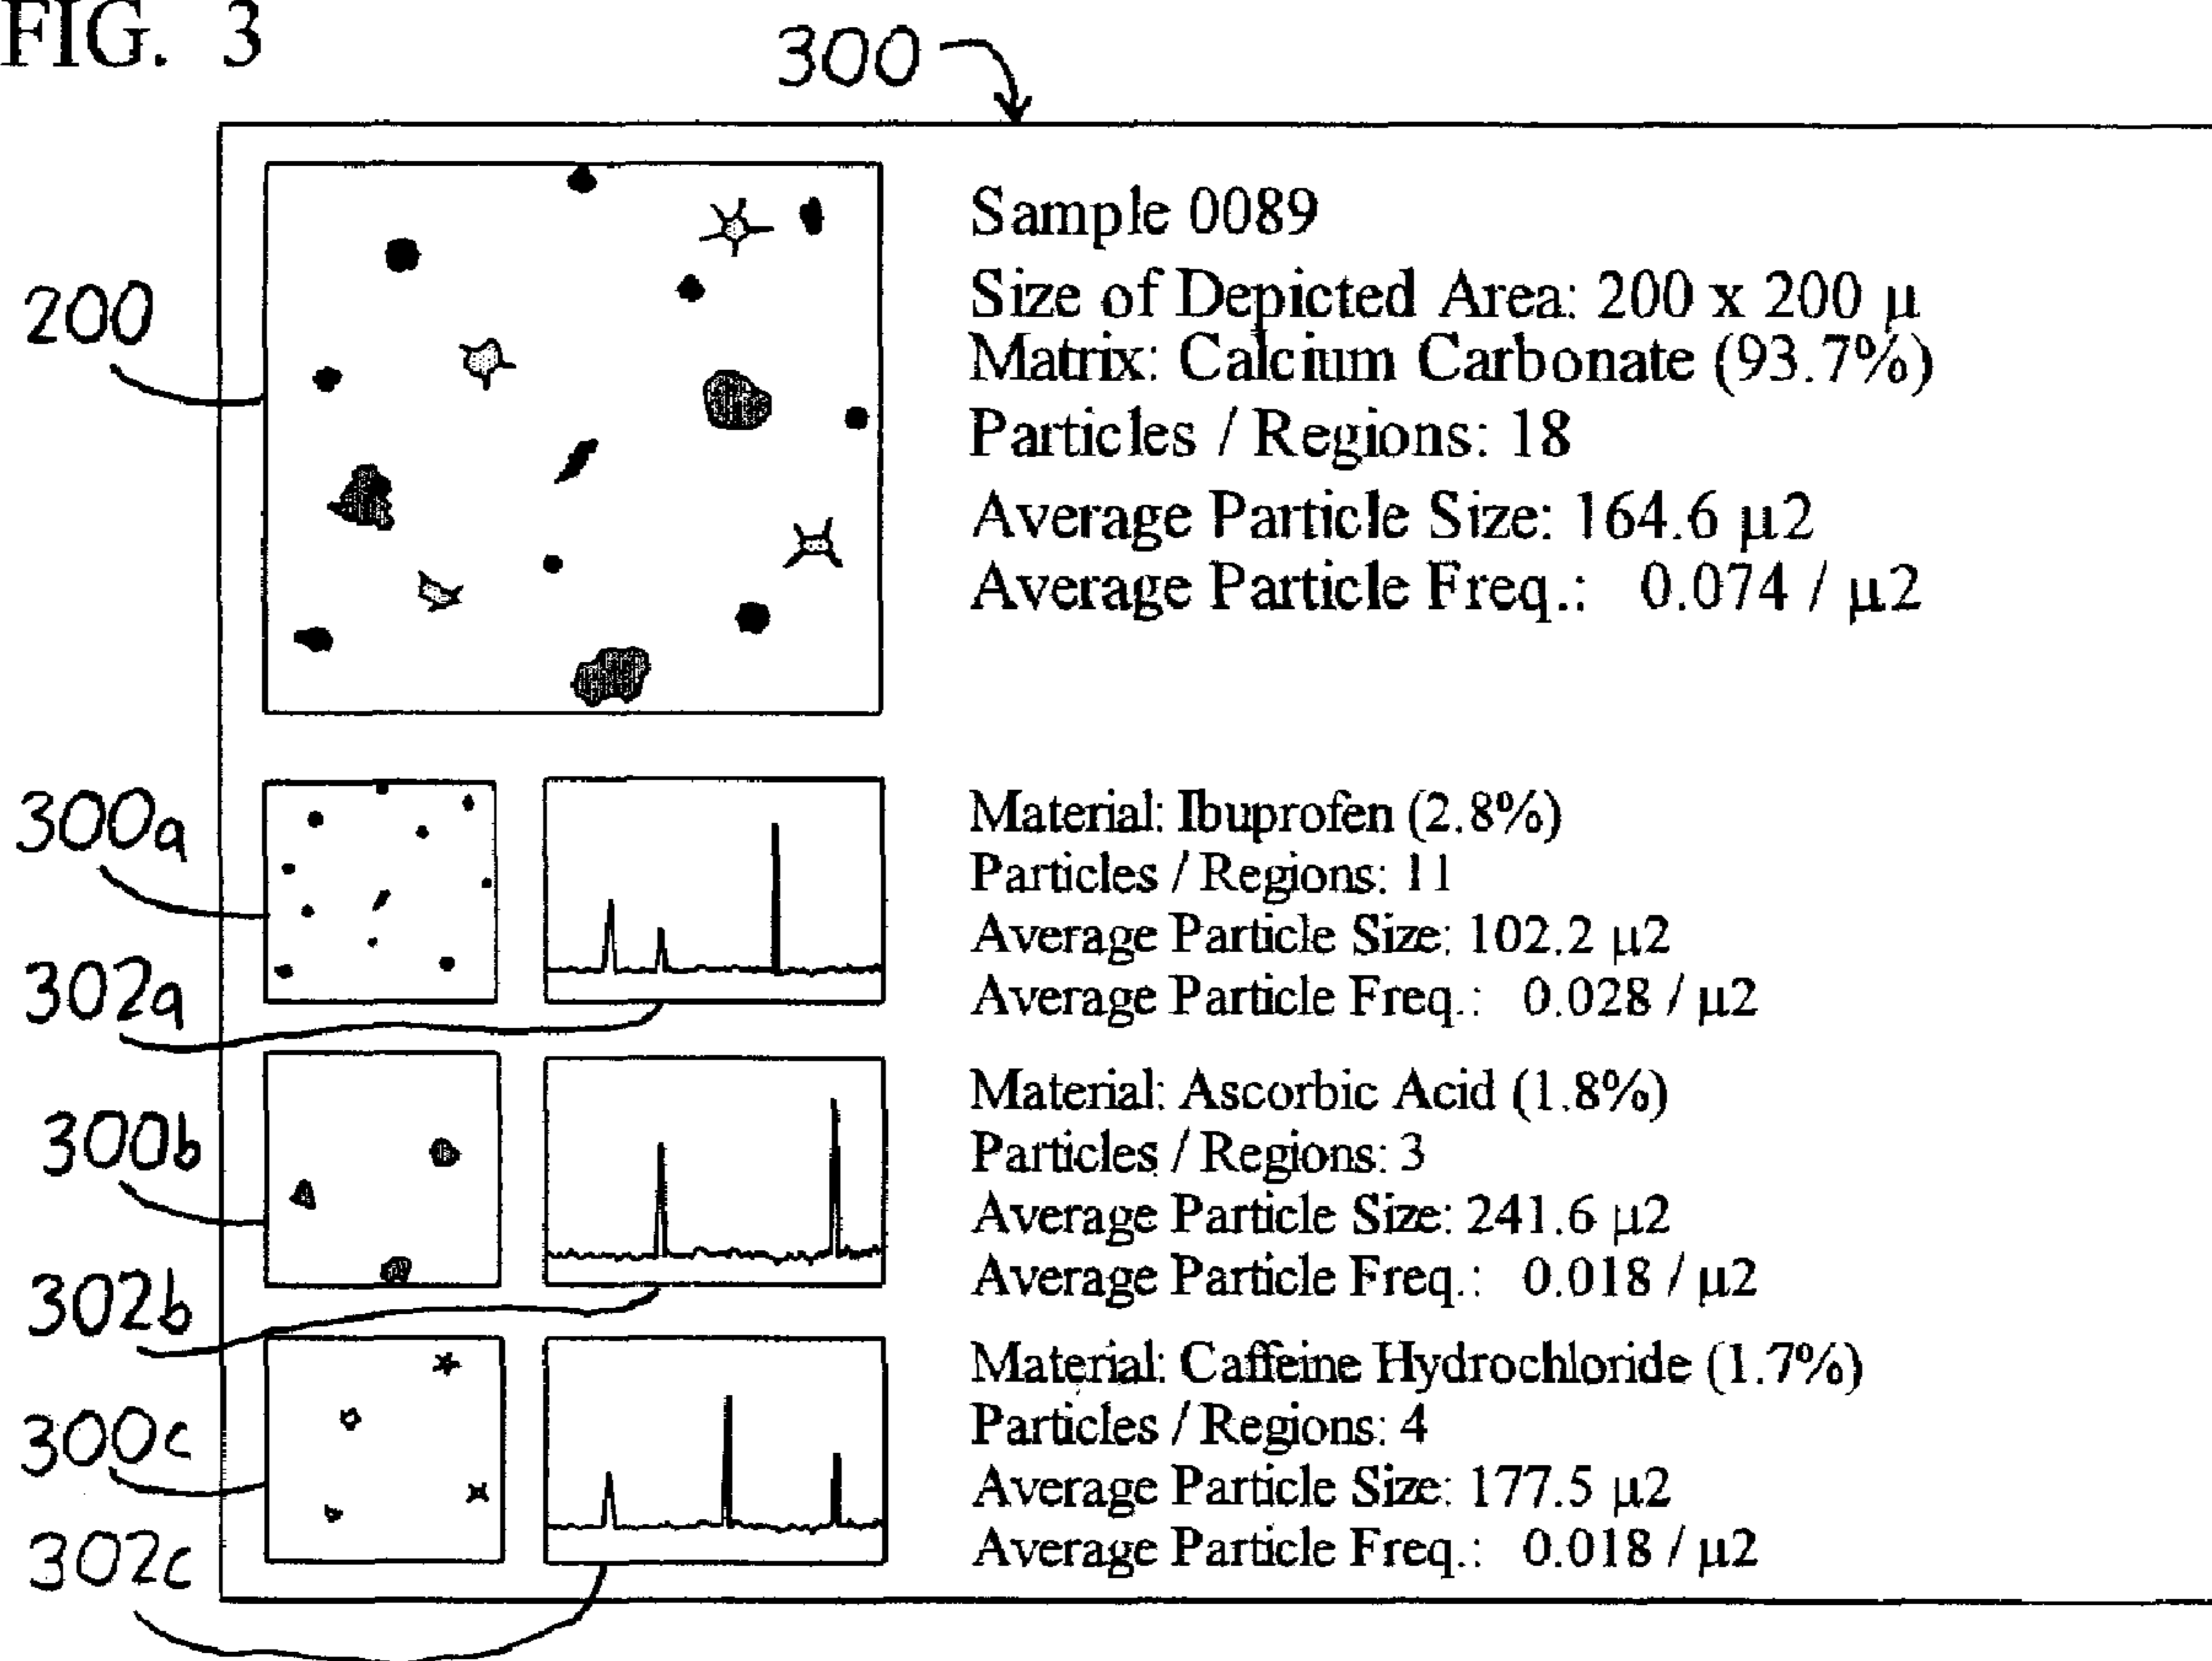 FIG. 3
300
200
Sample 0089
Size of Depicted Area: 200 x 200 µ
Matrix: Calcium Carbonate (93.7%)
Particles / Regions: 18
Average Particle Size: 164.6 µ2
Average Particle Freq.: 0.074 / µ2
300a
302a
Material: Ibuprofen (2.8%)
Particles / Regions: 11
Average Particle Size: 102.2 µ2
Average Particle Freq.: 0.028 / µ2
300b
302b
Material: Ascorbic Acid (1.8%)
Particles / Regions: 3
Average Particle Size: 241.6 µ2
Average Particle Freq.: 0.018 / µ2
300c
302c
Material: Caffeine Hydrochloride (1.7%)
Particles / Regions: 4
Average Particle Size: 177.5 µ2
Average Particle Freq.: 0.018 / µ2